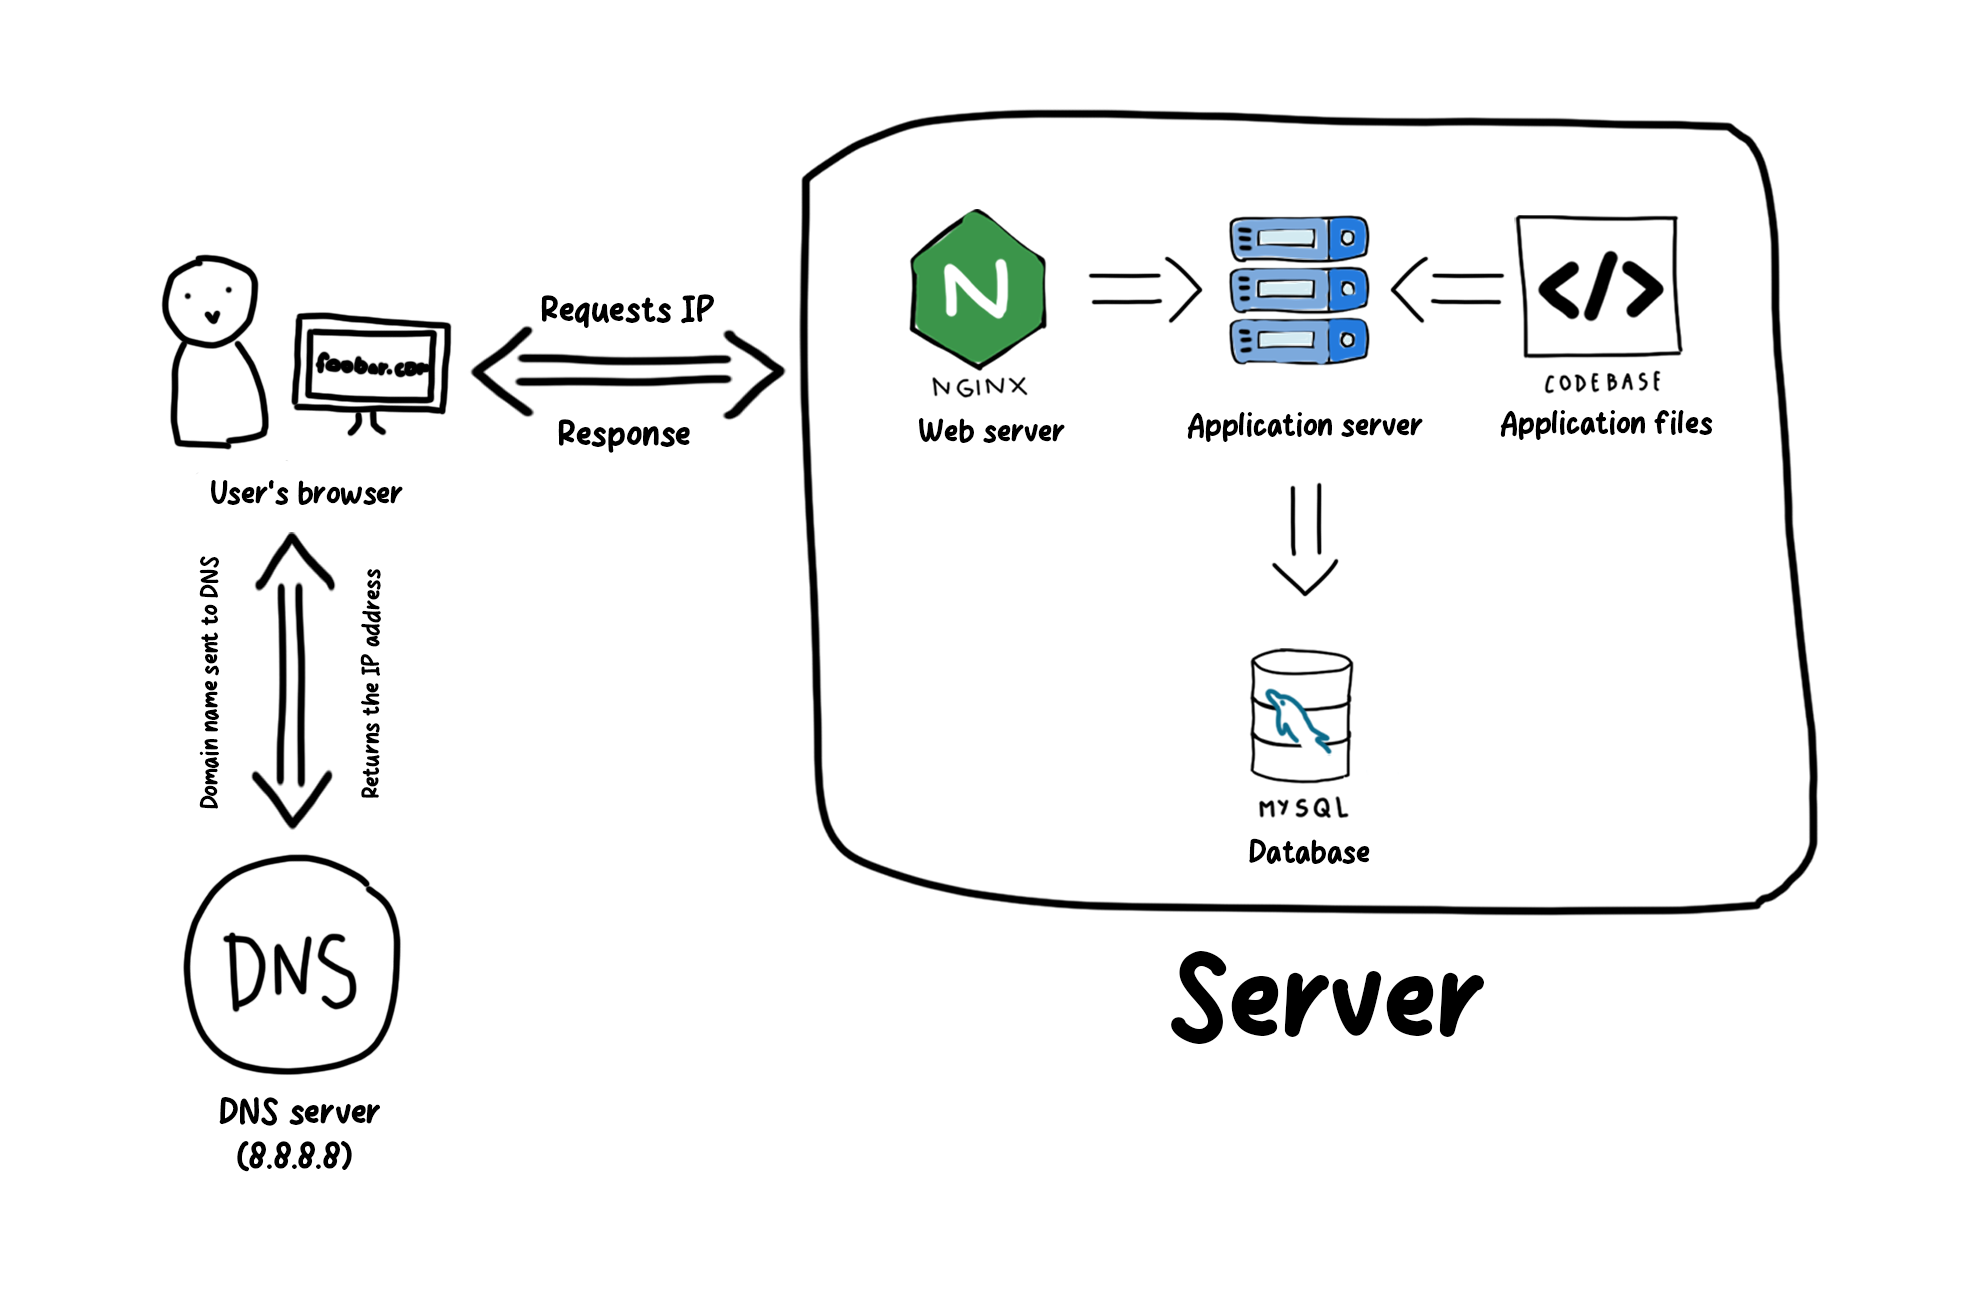 foobar.com
User's browser
Requests IP
Response
Domain name sent to DNS
Returns the IP address
DNS
DNS server
(8.8.8.8)
N
NGINX
Web server
Application server
</>
CODEBASE
Application files
MYSQL
Database
Server